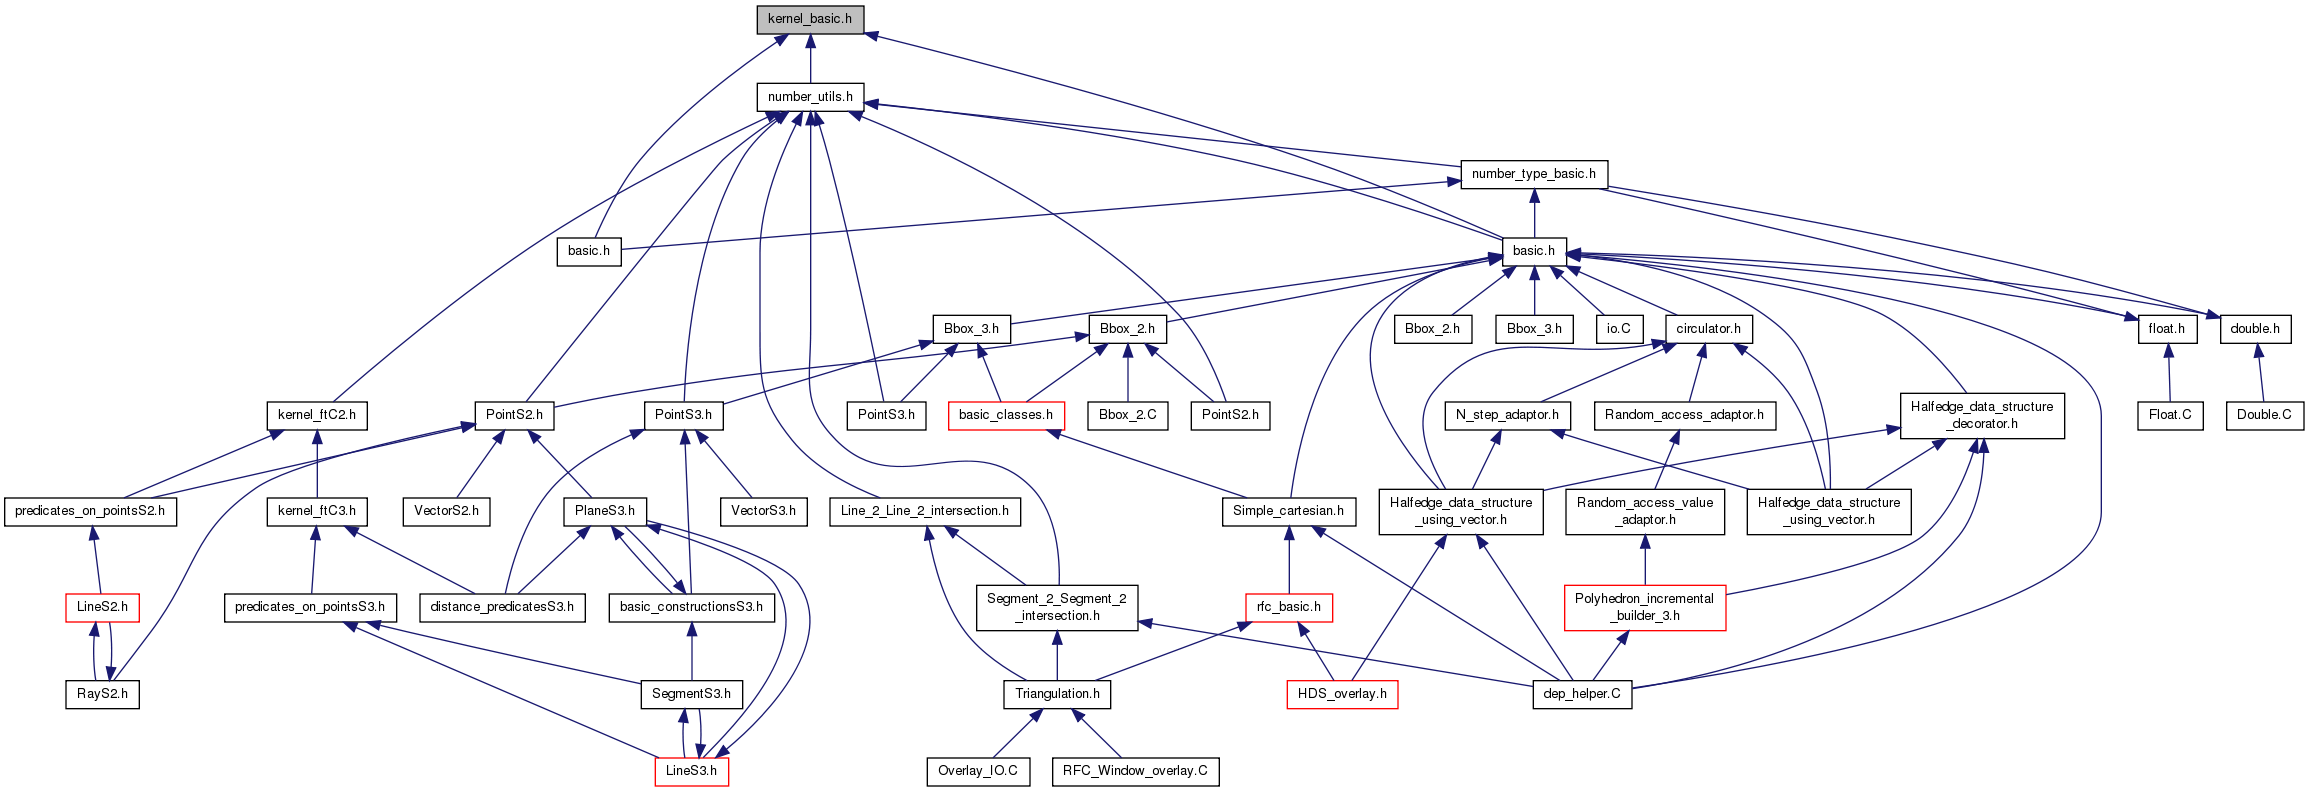 kernel_basic.h
number_utils.h
number_type_basic.h
basic.h
basic.h
Bbox_3.h
Bbox_2.h
Bbox_2.h
Bbox_3.h
io.C
circulator.h
float.h
double.h
kernel_ftC2.h
PointS2.h
PointS3.h
PointS3.h
basic_classes.h
Bbox_2.C
PointS2.h
N_step_adaptor.h
Random_access_adaptor.h
Halfedge_data_structure
_decorator.h
Float.C
Double.C
predicates_on_pointsS2.h
kernel_ftC3.h
VectorS2.h
PlaneS3.h
VectorS3.h
Line_2_Line_2_intersection.h
Simple_cartesian.h
Halfedge_data_structure
_using_vector.h
Random_access_value
_adaptor.h
Halfedge_data_structure
_using_vector.h
LineS2.h
predicates_on_pointsS3.h
distance_predicatesS3.h
basic_constructionsS3.h
Segment_2_Segment_2
_intersection.h
rfc_basic.h
Polyhedron_incremental
_builder_3.h
RayS2.h
SegmentS3.h
Triangulation.h
HDS_overlay.h
dep_helper.C
LineS3.h
Overlay_IO.C
RFC_Window_overlay.C